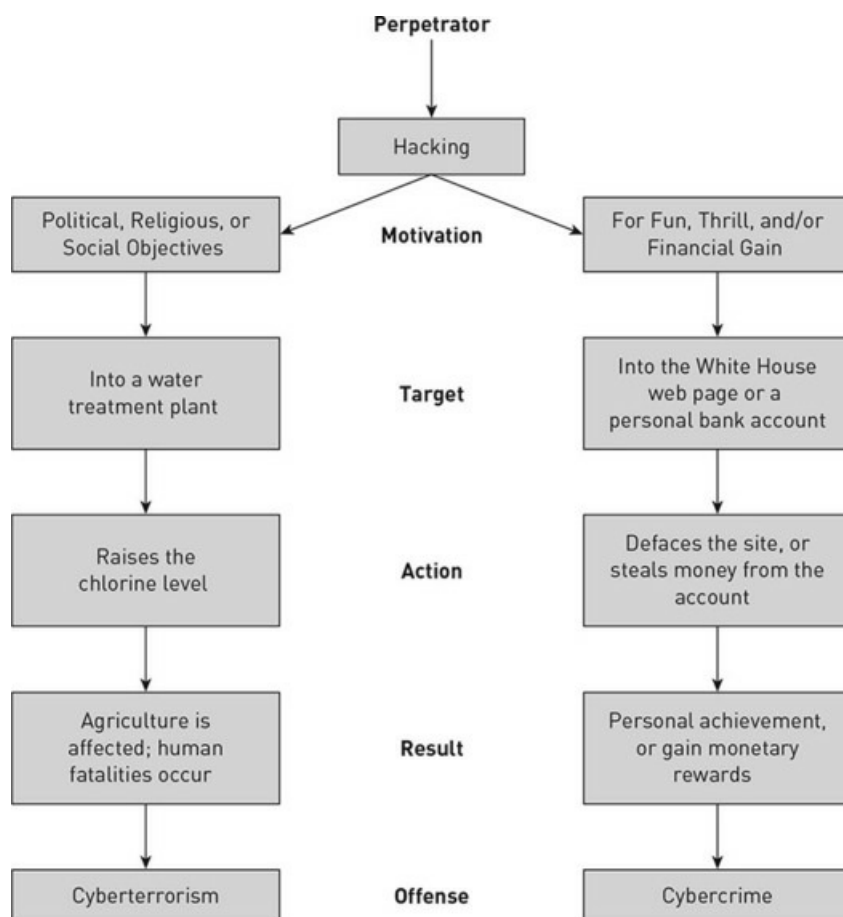 Perpetrator
Hacking
Political, Religious, or
Social Objectives
Motivation
For Fun, Thrill, and/or
Financial Gain
Into a water
treatment plant
Target
Into the White House
web page or a
personal bank account
Raises the
chlorine level
Action
Defaces the site, or
steals money from the
account
Agriculture is
affected; human
fatalities occur
Result
Personal achievement,
or gain monetary
rewards
Cyberterrorism
Offense
Cybercrime